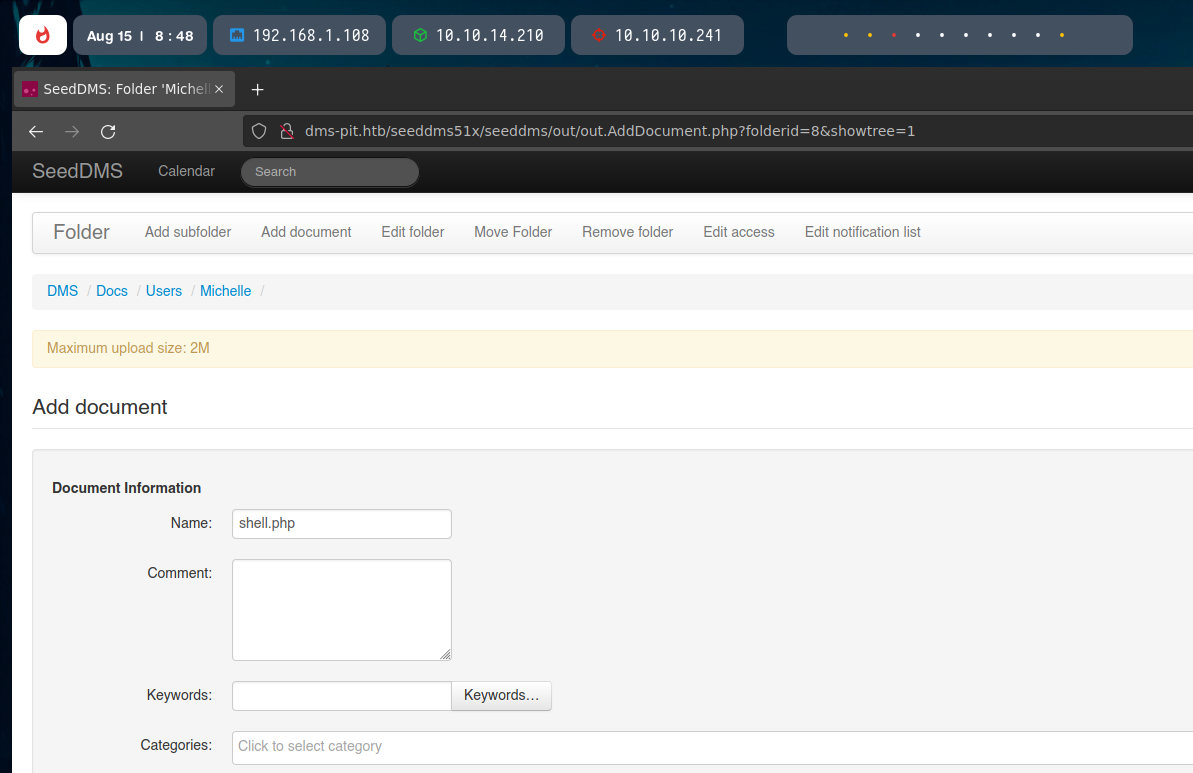 Aug 15 | 8 : 48 192.168.1.108 10.10.14.210 10.10.10.241
SeedDMS: Folder 'Michel
dms-pit.htb/seeddms51x/seeddms/out/out.AddDocument.php?folderid=8&showtree=1
SeedDMS Calendar Search
Folder Add subfolder Add document Edit folder Move Folder Remove folder Edit access Edit notification list
DMS / Docs / Users / Michelle /
Maximum upload size: 2M
Add document
Document Information
Name: shell.php
Comment:
Keywords: Keywords...
Categories: Click to select category